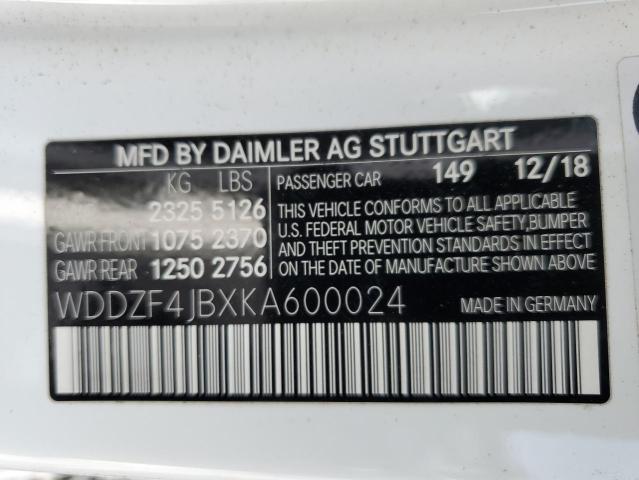 MFD BY DAIMLER AG STUTTGART
KG LBS
2325 5126
GAWR FRONT 1075 2370
GAWR REAR 1250 2756
PASSENGER CAR 149 12/18
THIS VEHICLE CONFORMS TO ALL APPLICABLE
U.S. FEDERAL MOTOR VEHICLE SAFETY, BUMPER
AND THEFT PREVENTION STANDARDS IN EFFECT
ON THE DATE OF MANUFACTURE SHOWN ABOVE.
WDDZF4JBXKA600024
MADE IN GERMANY